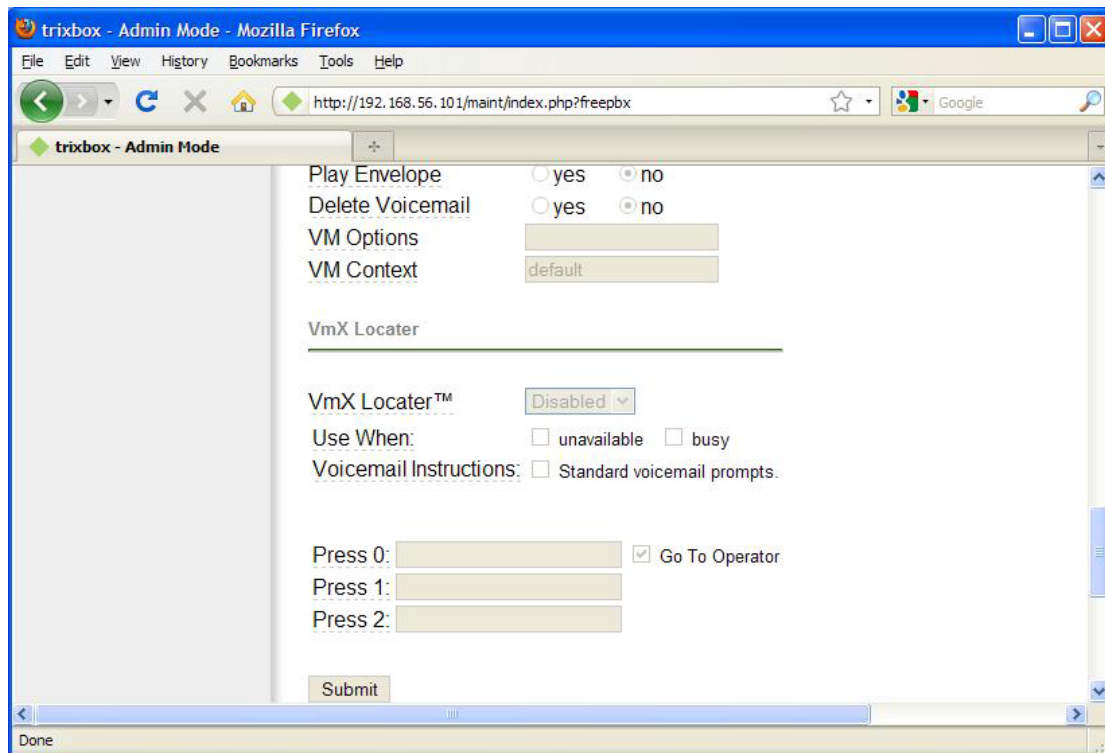 trixbox - Admin Mode - Mozilla Firefox
File Edit View History Bookmarks Tools Help
http://192.168.56.101/maint/index.php?freepbx Google
trixbox - Admin Mode
Play Envelope yes no
Delete Voicemail yes no
VM Options
VM Context default
VmX Locater
VmX Locater™ Disabled
Use When: unavailable busy
Voicemail Instructions: Standard voicemail prompts.
Press 0: Go To Operator
Press 1:
Press 2:
Submit
Done